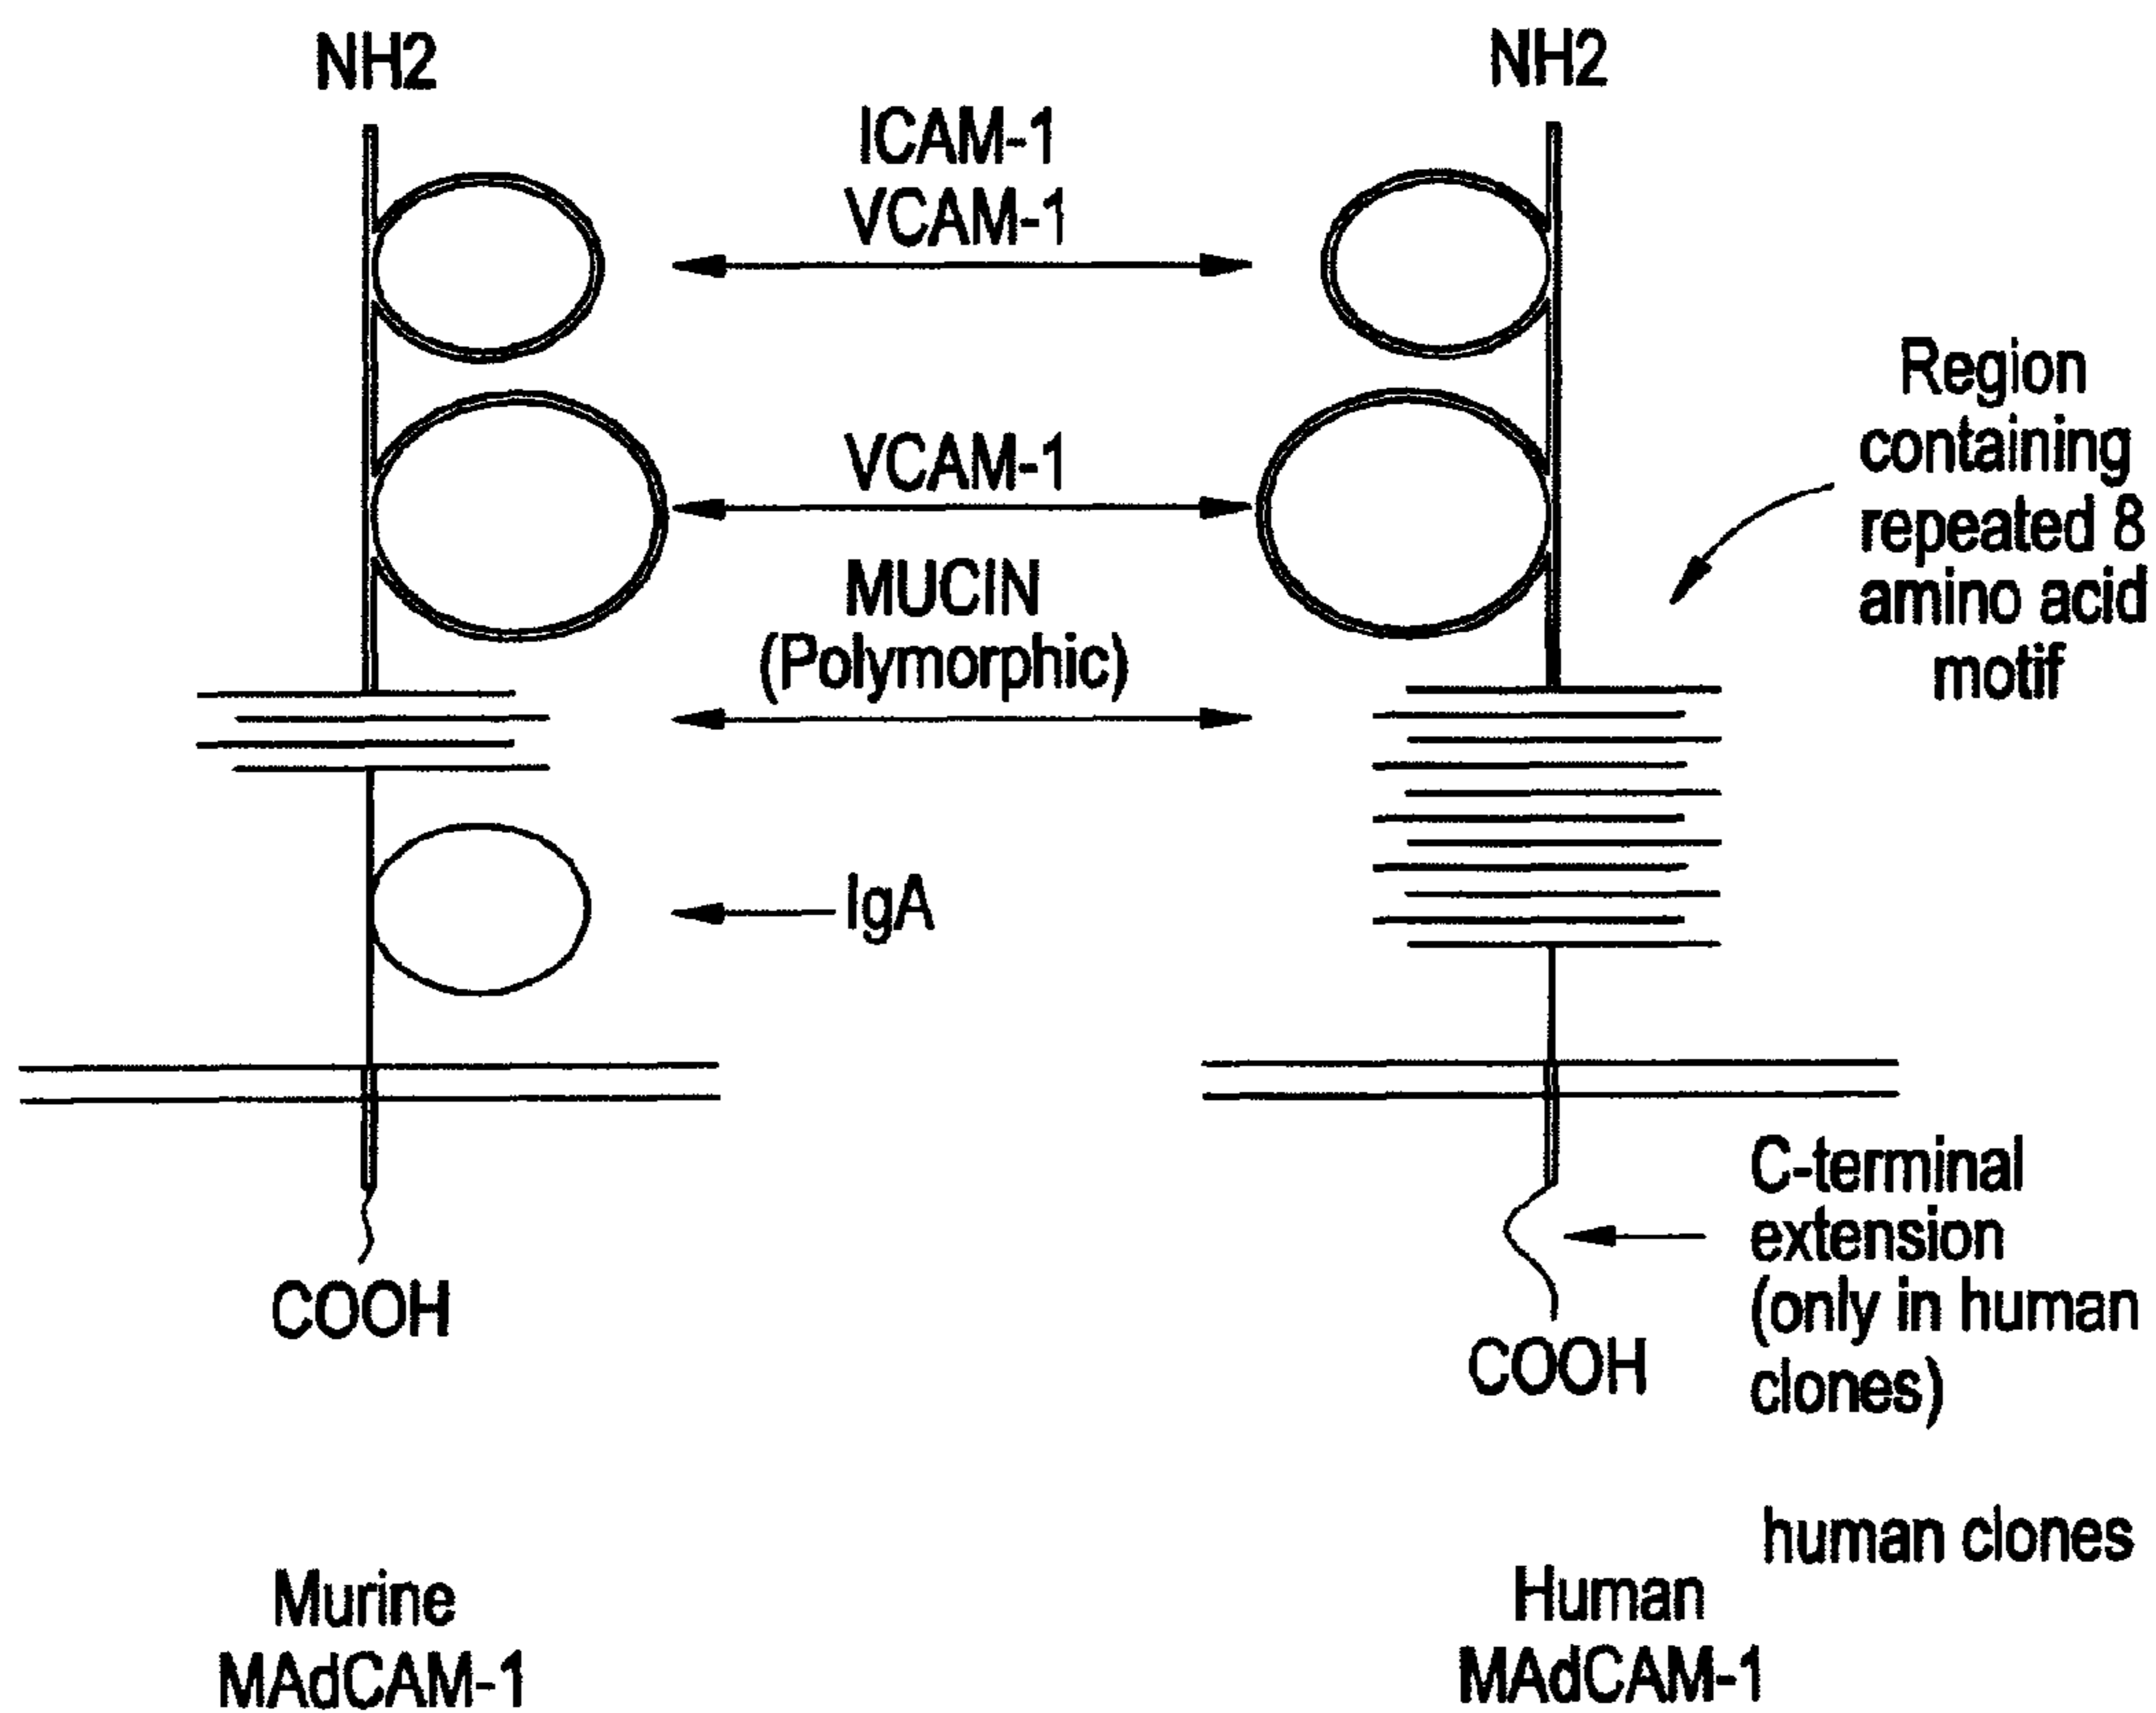 NH2
NH2
ICAM-1
VCAM-1
VCAM-1
MUCIN
(Polymorphic)
Region
containing
repeated 8
amino acid
motif
IgA
COOH
C-terminal
extension
(only in human
clones)
COOH
human clones
Murine
MAdCAM-1
Human
MAdCAM-1